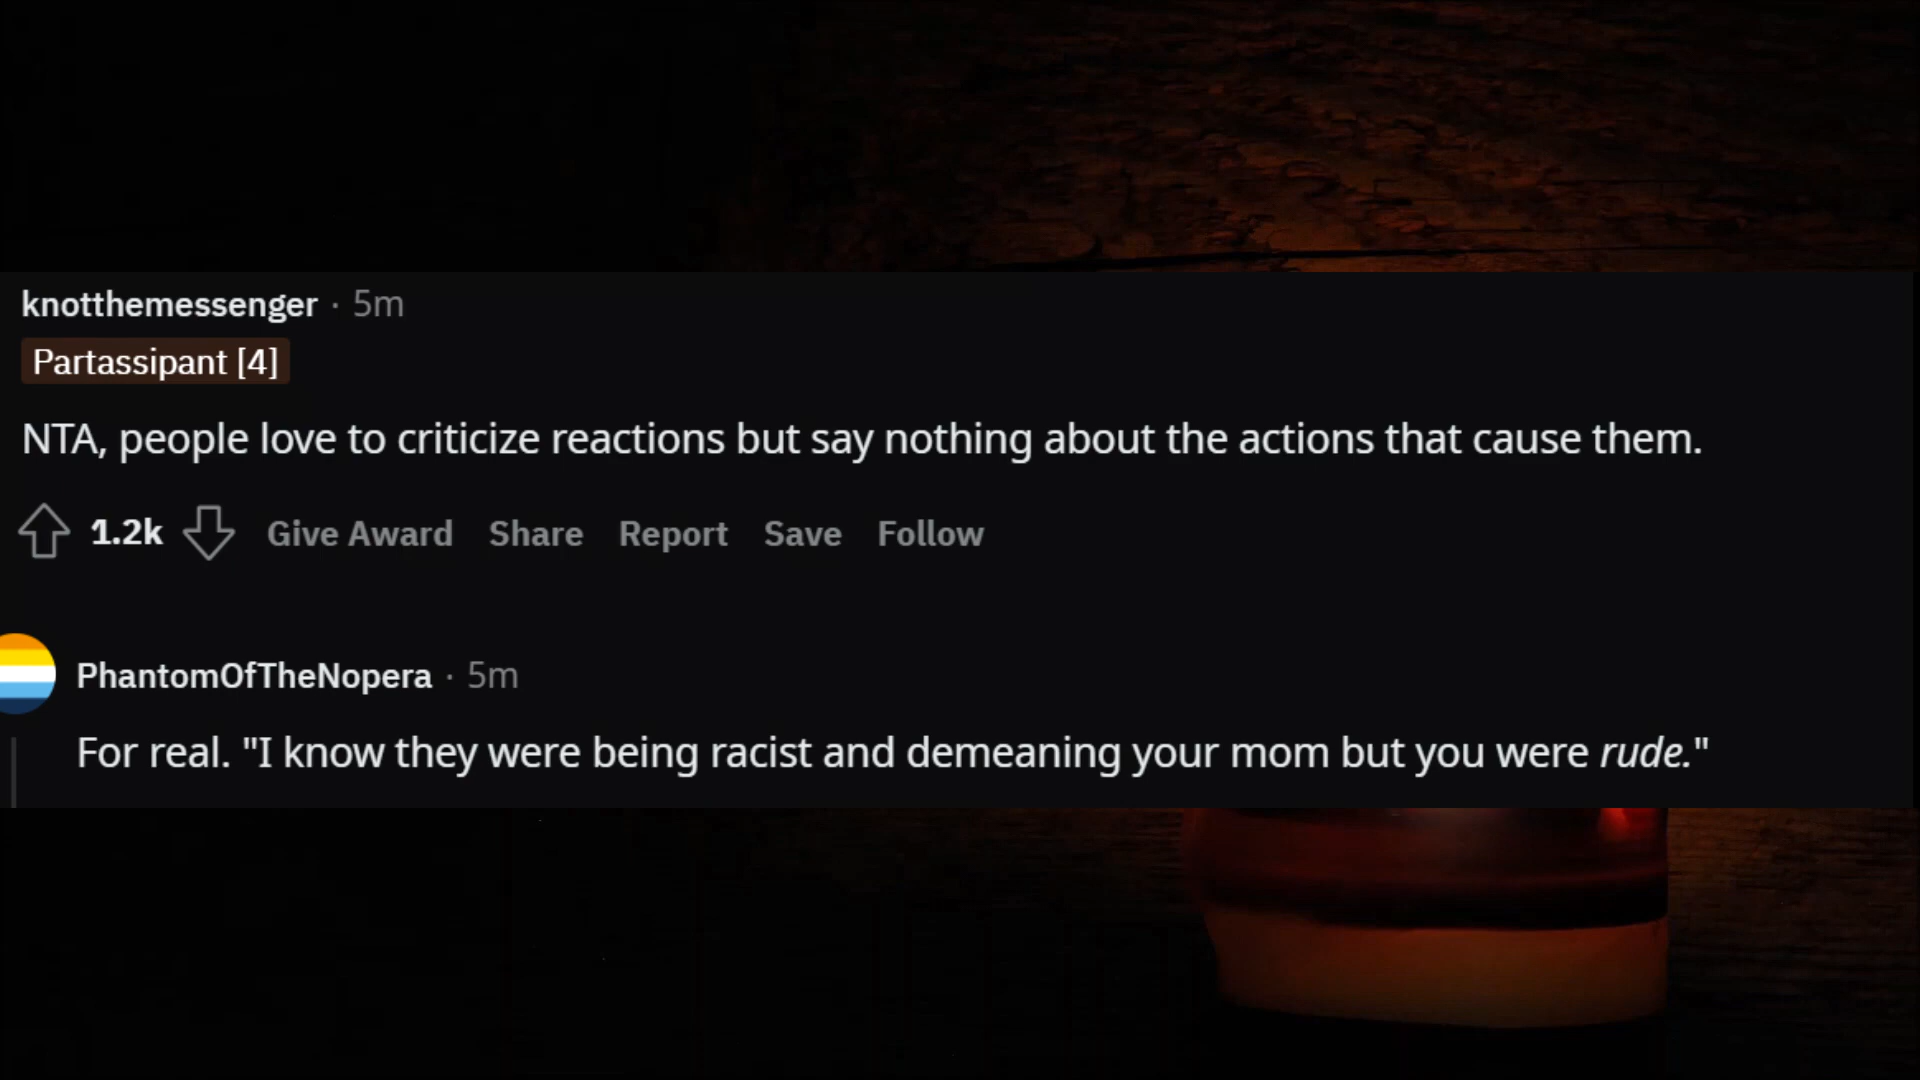 knotthemessenger · 5m
Partassipant [4]
NTA, people love to criticize reactions but say nothing about the actions that cause them.
1.2k Give Award Share Report Save Follow
PhantomOfTheNopera · 5m
For real. "I know they were being racist and demeaning your mom but you were rude."